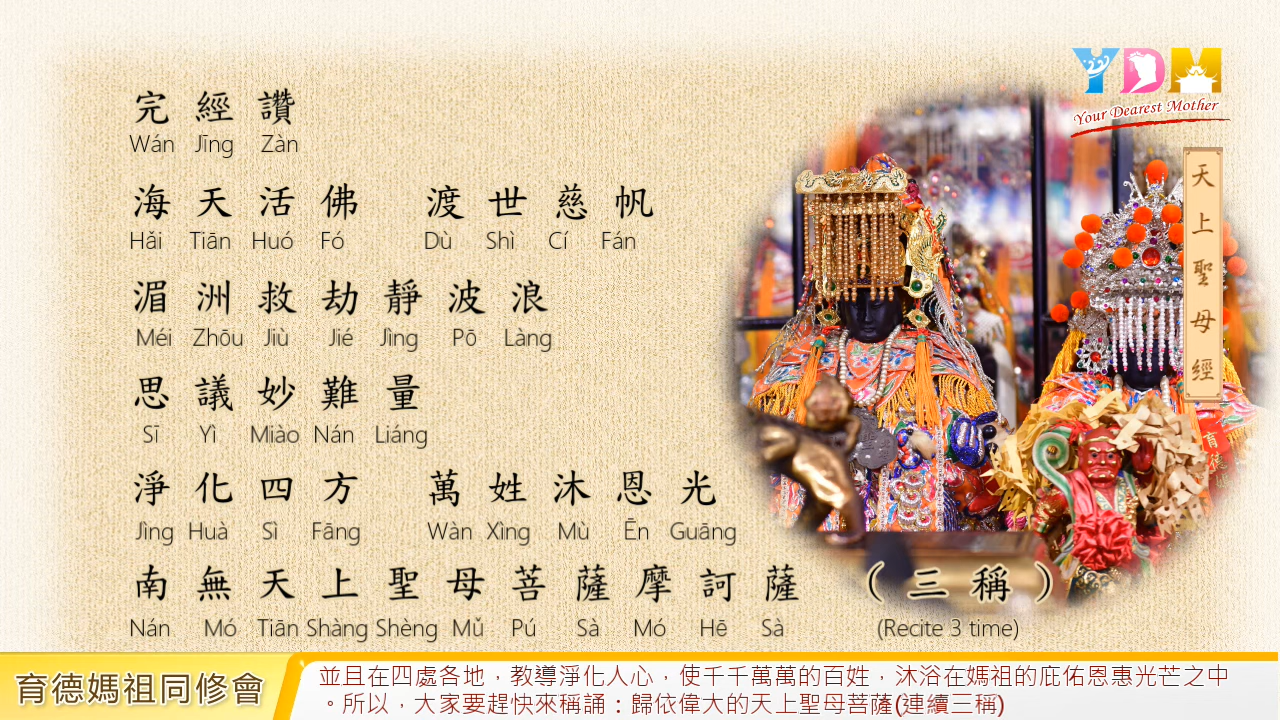 完經讚
Wán Jīng Zàn
海天活佛 渡世慈帆
Hǎi Tiān Huó Fó Dù Shì Cí Fán
湄洲救劫靜波浪
Méi Zhōu Jiù Jié Jìng Pō Làng
思議妙難量
Sī Yì Miào Nán Liáng
淨化四方 萬姓沐恩光
Jìng Huà Sì Fāng Wàn Xìng Mù Ēn Guāng
南無天上聖母菩薩摩訶薩 (三稱)
Nán Mó Tiān Shàng Shèng Mǔ Pú Sà Mó Hē Sà (Recite 3 time)
YDM
Your Dearest Mother
天上聖母經
育德
育德媽祖同修會
並且在四處各地，教導淨化人心，使千千萬萬的百姓，沐浴在媽祖的庇佑恩惠光芒之中
。所以，大家要趕快來稱誦：歸依偉大的天上聖母菩薩(連續三稱)